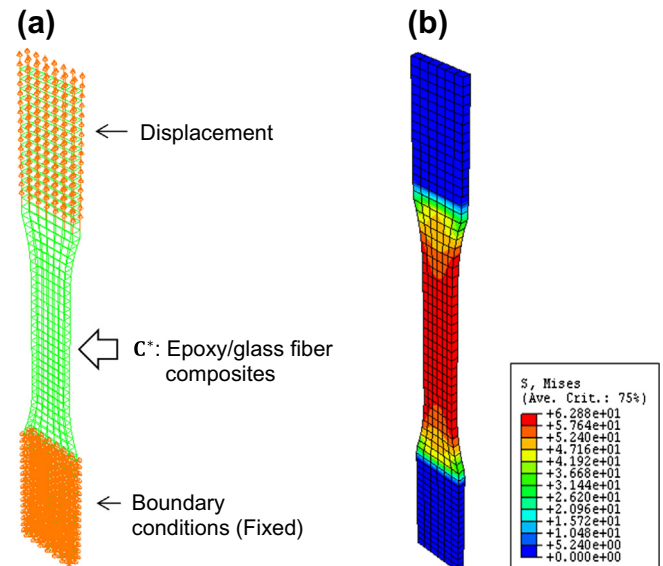 (a)
(b)
Displacement
C*: Epoxy/glass fiber
composites
Boundary
conditions (Fixed)
S, Mises
(Ave. Crit.: 75%)
+6.288e+01
+5.764e+01
+5.240e+01
+4.716e+01
+4.192e+01
+3.668e+01
+3.144e+01
+2.620e+01
+2.096e+01
+1.572e+01
+1.048e+01
+5.240e+00
+0.000e+00